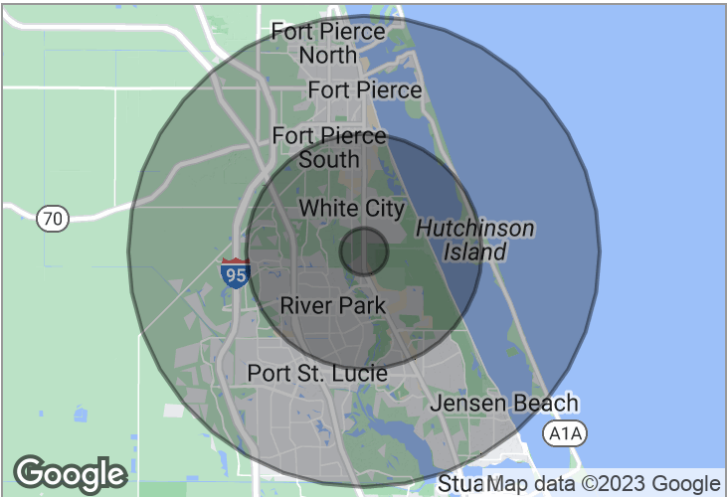 Fort Pierce
North
Fort Pierce
Fort Pierce
South
White City
70
Hutchinson
Island
95
River Park
Port St. Lucie
Jensen Beach
A1A
Google
Map data ©2023 Google